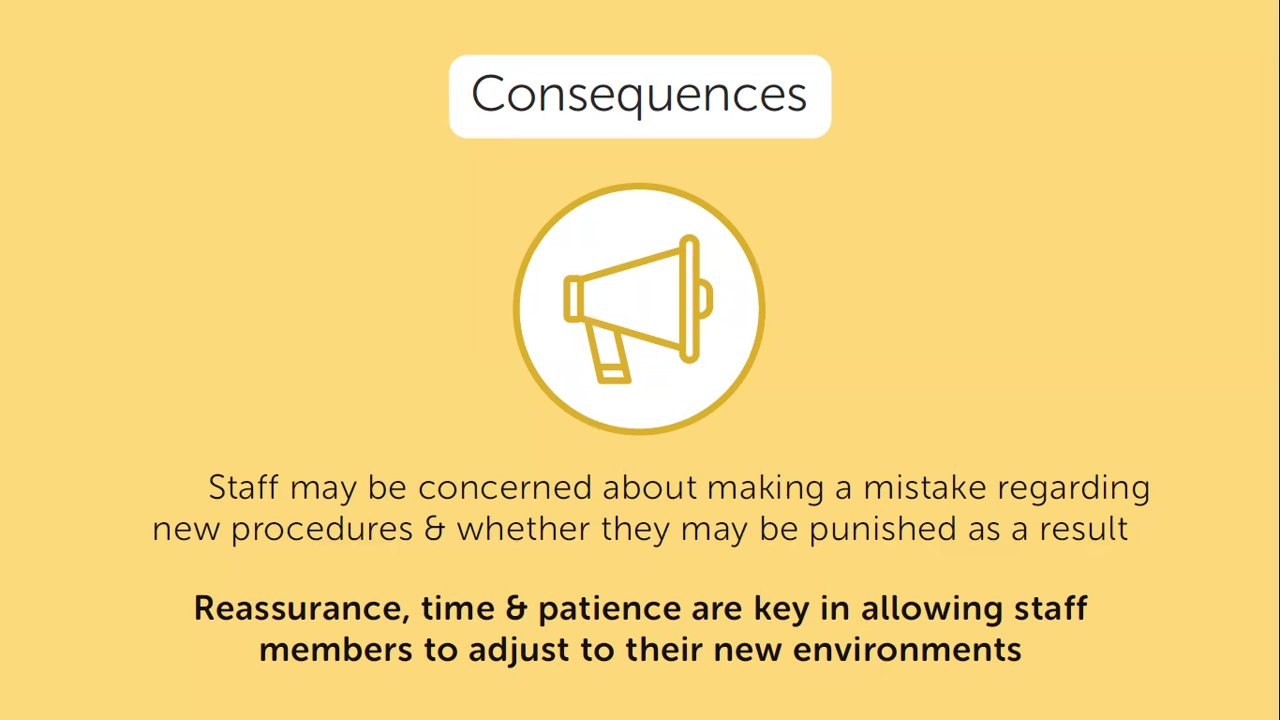 Consequences
Staff may be concerned about making a mistake regarding
new procedures & whether they may be punished as a result
Reassurance, time & patience are key in allowing staff
members to adjust to their new environments